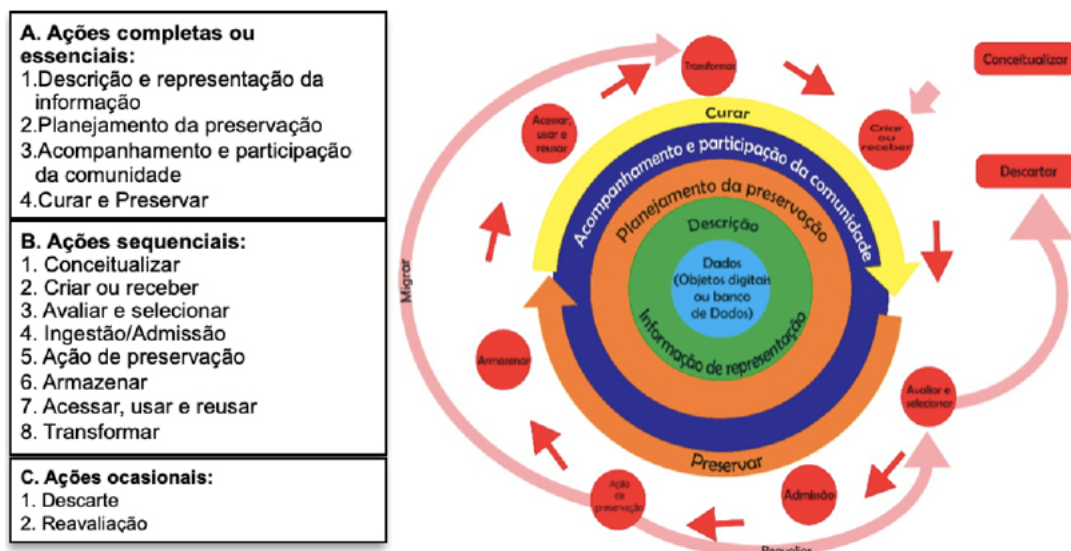 A. Ações completas ou
essenciais:
1.Descrição e representação da
informação
2.Planejamento da preservação
3.Acompanhamento e participação
da comunidade
4.Curar e Preservar
B. Ações sequenciais:
1. Conceitualizar
2. Criar ou receber
3. Avaliar e selecionar
4. Ingestão/Admissão
5. Ação de preservação
6. Armazenar
7. Acessar, usar e reusar
8. Transformar
C. Ações ocasionais:
1. Descarte
2. Reavaliação
Transformar
Conceitualizar
Acessar,
usar e
reusar
Curar
Criar
ou
receber
Acompanhamento e participação da comunidade
Descartar
Planejamento da preservação
Descrição
Dados
(Objetos digitais
ou banco
de Dados)
Migrar
Informação de representação
Armazenar
Avaliar e
selecionar
Preservar
Ação
de
preservação
Admissão
Reavaliar